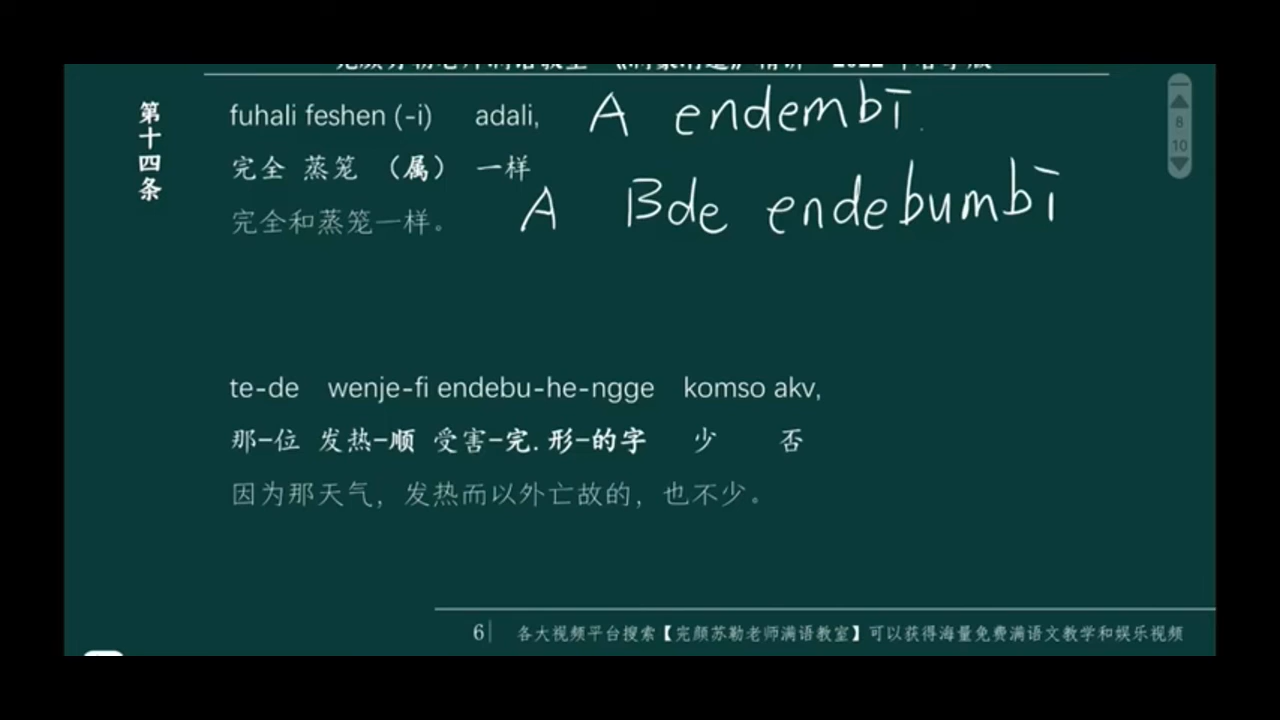 第十四条
fuhali feshen (-i) adali,
A endembi
完全 蒸笼 （属） 一样
A Bde endebumbi
完全和蒸笼一样。
te-de wenje-fi endebu-he-ngge komso akv,
那-位 发热-顺 受害-完. 形-的字 少 否
因为那天气，发热而以外亡故的，也不少。
6
各大视频平台搜索【完颜苏勒老师满语教室】可以获得海量免费满语文教学和娱乐视频
8
10